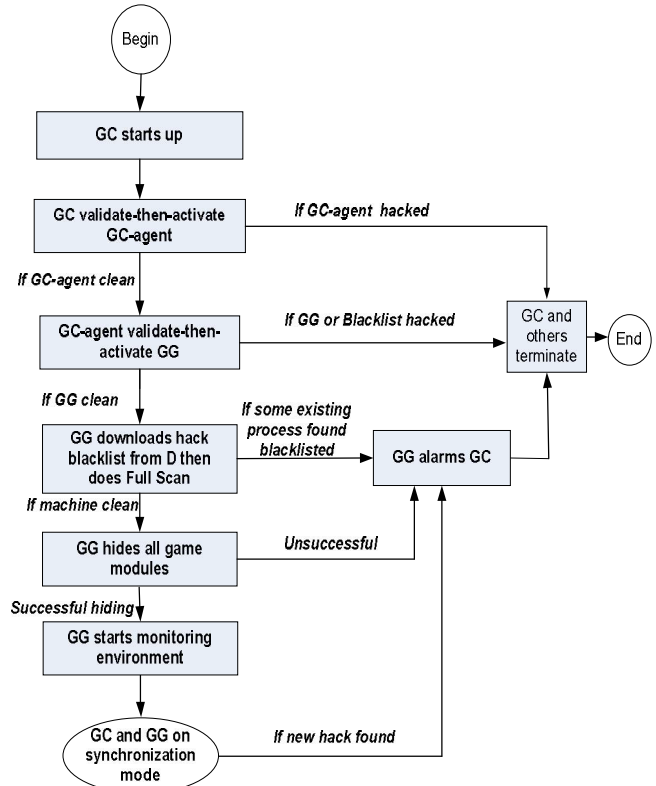 Begin
GC starts up
GC validate-then-activate
GC-agent
If GC-agent hacked
If GC-agent clean
GC-agent validate-then-
activate GG
If GG or Blacklist hacked
GC and
others
terminate
End
If GG clean
GG downloads hack
blacklist from D then
does Full Scan
If some existing
process found
blacklisted
GG alarms GC
If machine clean
GG hides all game
modules
Unsuccessful
Successful hiding
GG starts monitoring
environment
GC and GG on
synchronization
mode
If new hack found